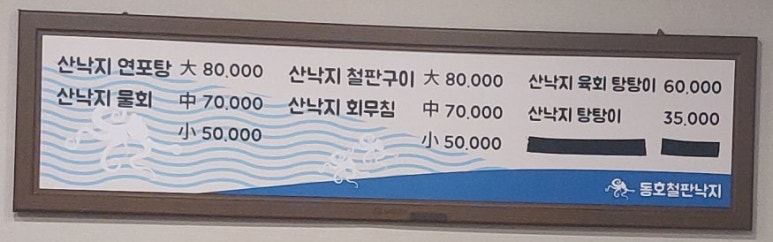 산낙지 연포탕 大 80,000
산낙지 물회 中 70,000
小 50,000
산낙지 철판구이 大 80,000
산낙지 회무침 中 70,000
小 50,000
산낙지 육회 탕탕이 60,000
산낙지 탕탕이 35,000
동호철판낙지